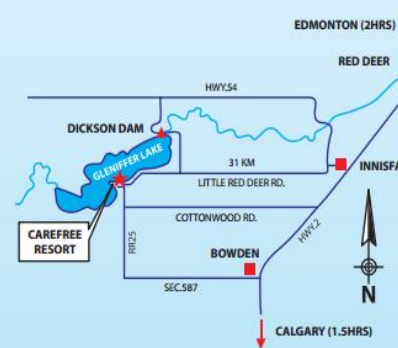 EDMONTON (2HRS)
RED DEER
HWY.54
DICKSON DAM
GLENIFFER LAKE
31 KM
INNISFA
LITTLE RED DEER RD.
COTTONWOOD RD.
CAREFREE
RESORT
RR25
HWY.2
BOWDEN
SEC.587
N
CALGARY (1.5HRS)